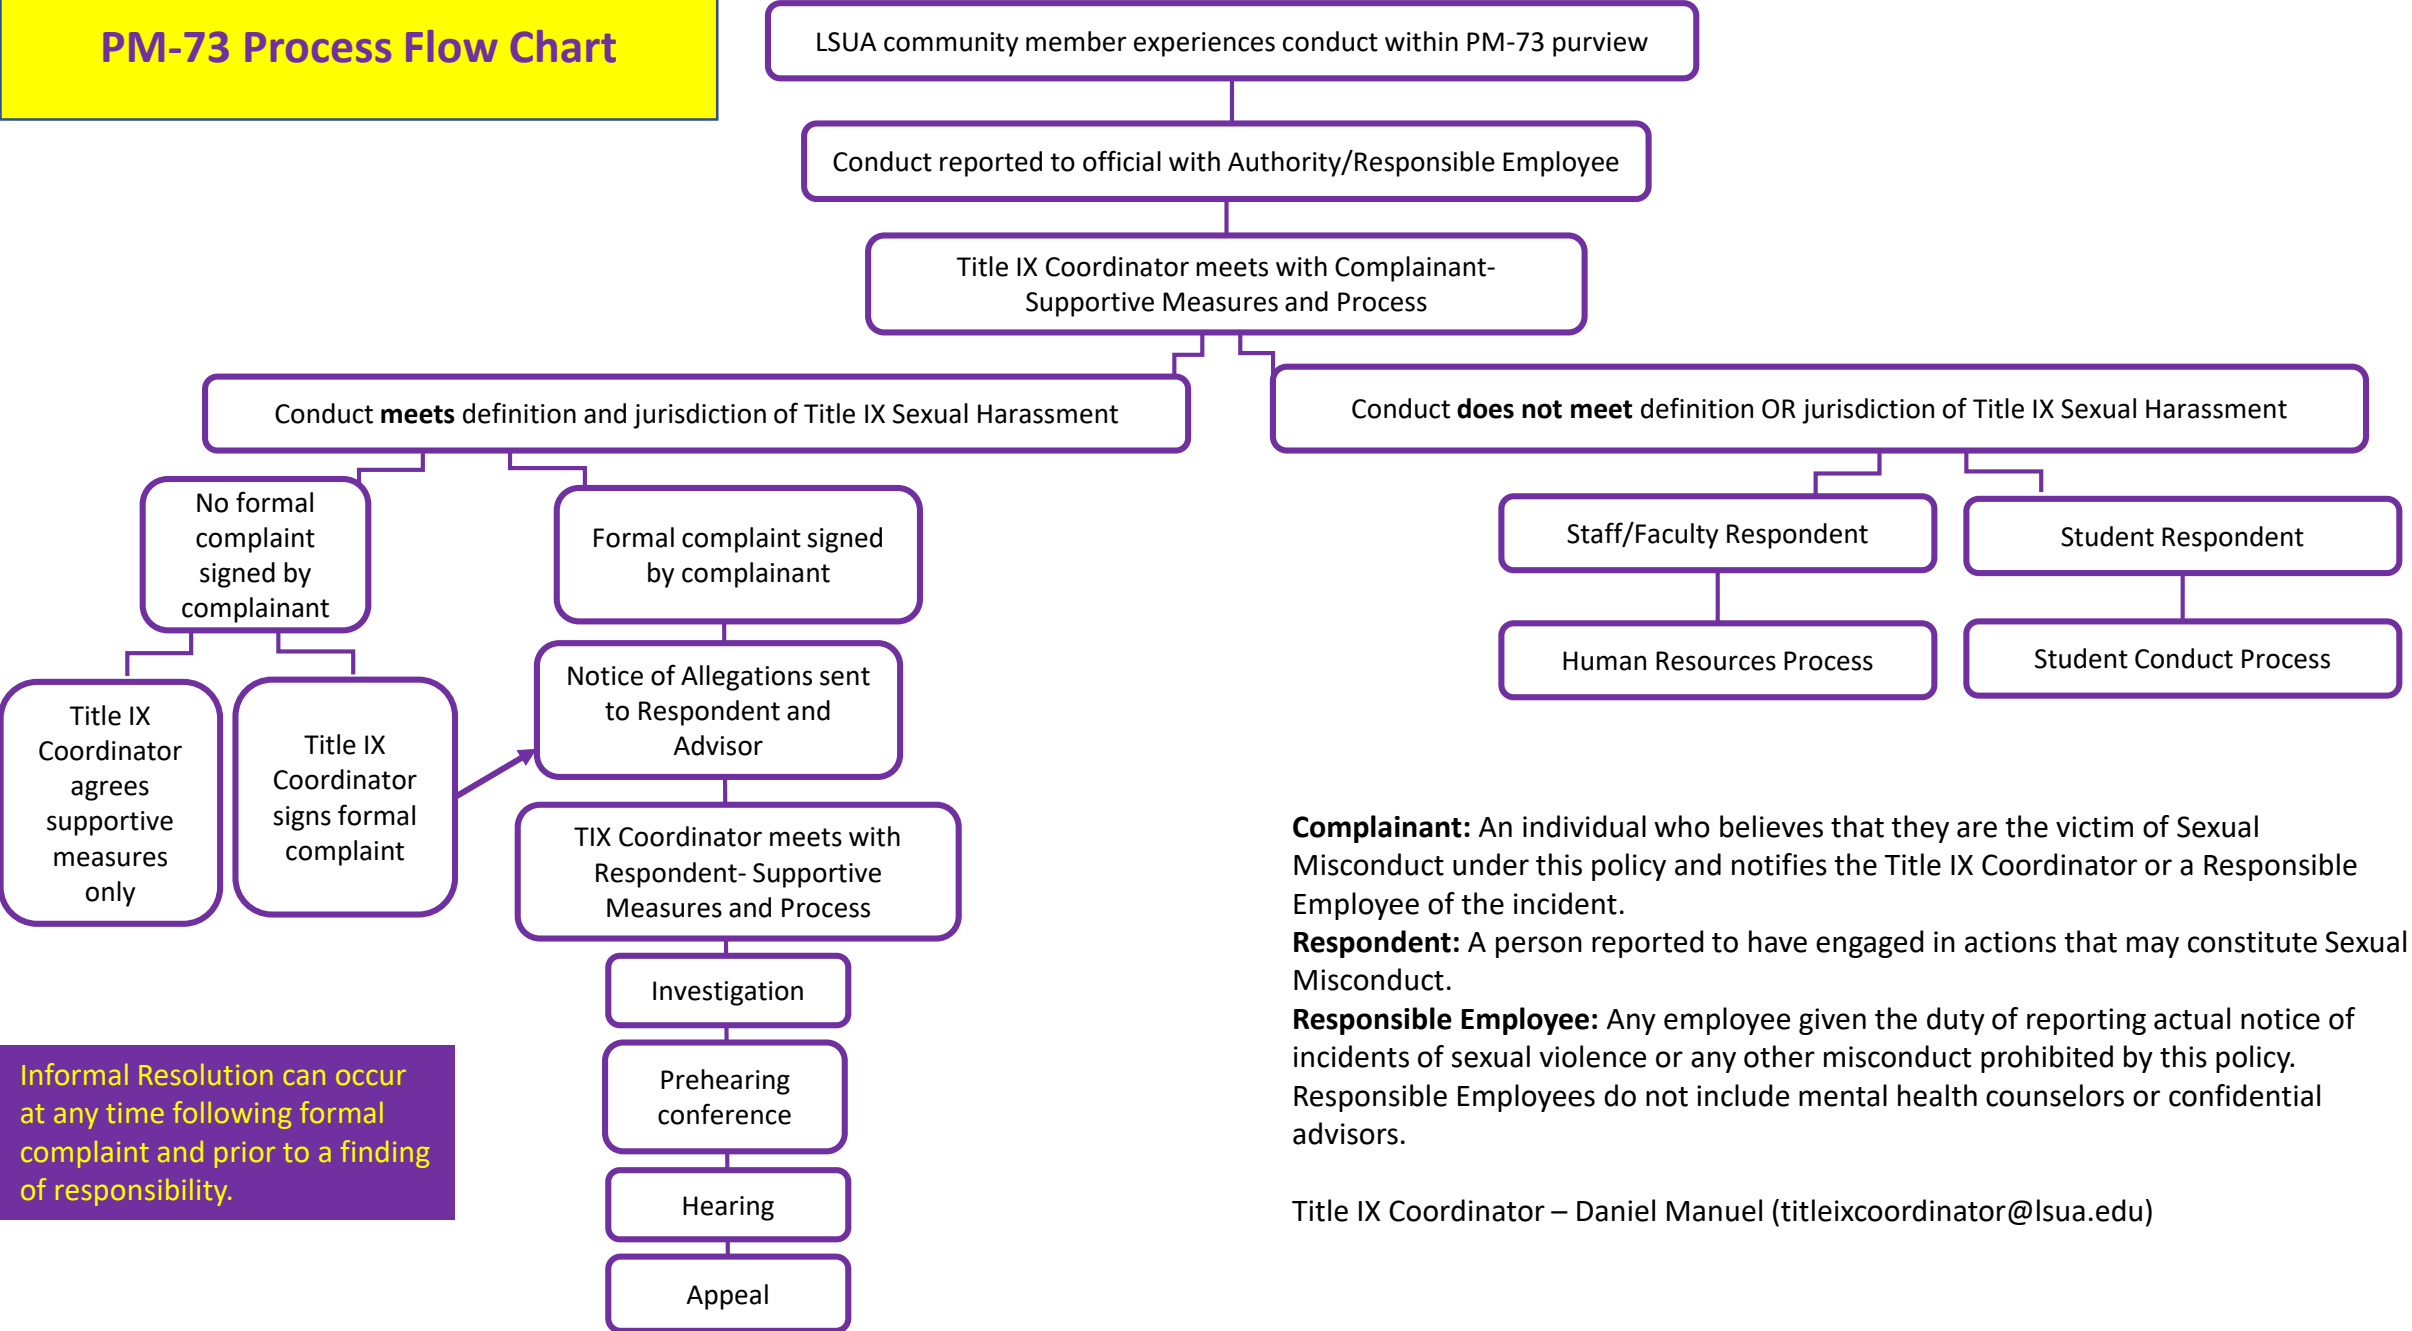 PM-73 Process Flow Chart
LSUA community member experiences conduct within PM-73 purview
Conduct reported to official with Authority/Responsible Employee
Title IX Coordinator meets with Complainant-
Supportive Measures and Process
Conduct meets definition and jurisdiction of Title IX Sexual Harassment
Conduct does not meet definition OR jurisdiction of Title IX Sexual Harassment
No formal
complaint
signed by
complainant
Formal complaint signed
by complainant
Staff/Faculty Respondent
Student Respondent
Human Resources Process
Student Conduct Process
Title IX
Coordinator
agrees
supportive
measures
only
Title IX
Coordinator
signs formal
complaint
Notice of Allegations sent
to Respondent and
Advisor
TIX Coordinator meets with
Respondent- Supportive
Measures and Process
Investigation
Prehearing
conference
Hearing
Appeal
Informal Resolution can occur
at any time following formal
complaint and prior to a finding
of responsibility.
Complainant: An individual who believes that they are the victim of Sexual
Misconduct under this policy and notifies the Title IX Coordinator or a Responsible
Employee of the incident.
Respondent: A person reported to have engaged in actions that may constitute Sexual
Misconduct.
Responsible Employee: Any employee given the duty of reporting actual notice of
incidents of sexual violence or any other misconduct prohibited by this policy.
Responsible Employees do not include mental health counselors or confidential
advisors.
Title IX Coordinator – Daniel Manuel (titleixcoordinator@lsua.edu)